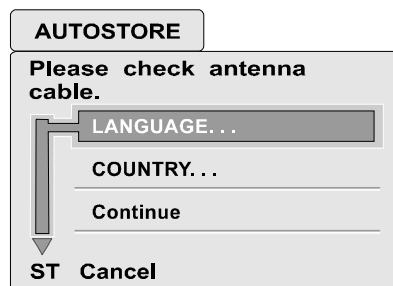 AUTOSTORE
Please check antenna
cable.
LANGUAGE...
COUNTRY...
Continue
ST Cancel